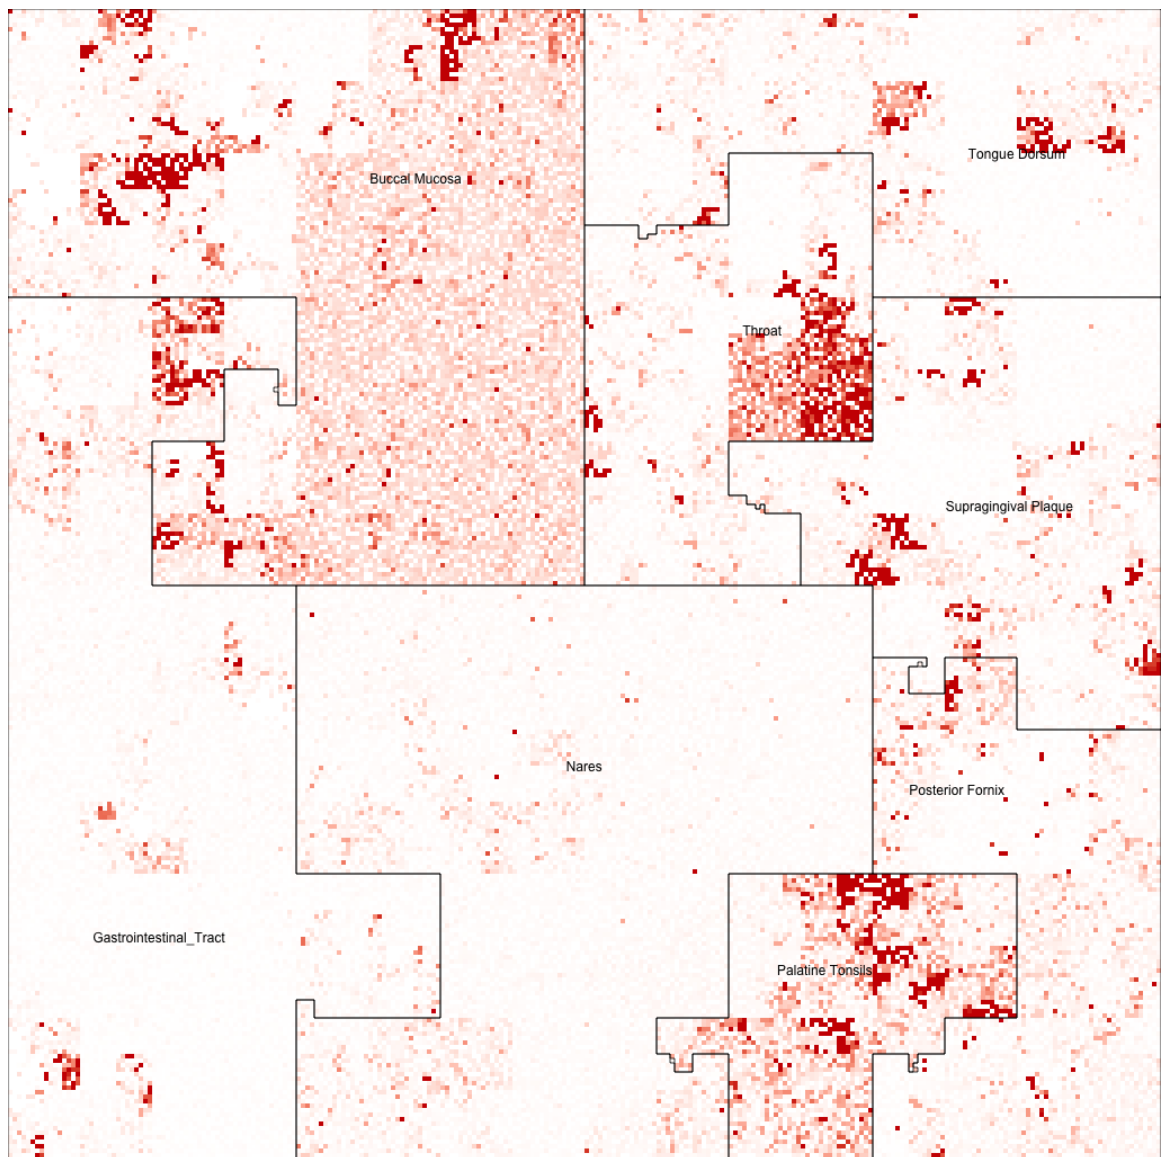 Tongue Dorsum
Buccal Mucosa
Throat
Supragingival Plaque
Nares
Posterior Fornix
Gastrointestinal_Tract
Palatine Tonsils